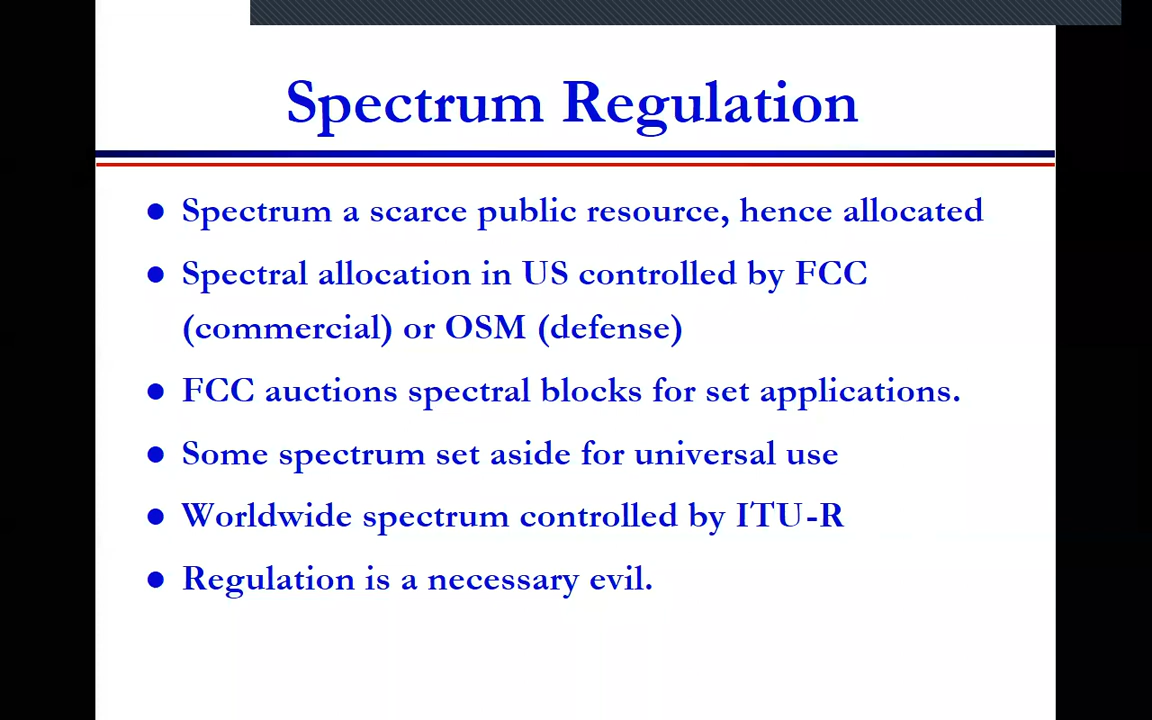 Spectrum Regulation
● Spectrum a scarce public resource, hence allocated
● Spectral allocation in US controlled by FCC
(commercial) or OSM (defense)
● FCC auctions spectral blocks for set applications.
● Some spectrum set aside for universal use
● Worldwide spectrum controlled by ITU-R
● Regulation is a necessary evil.